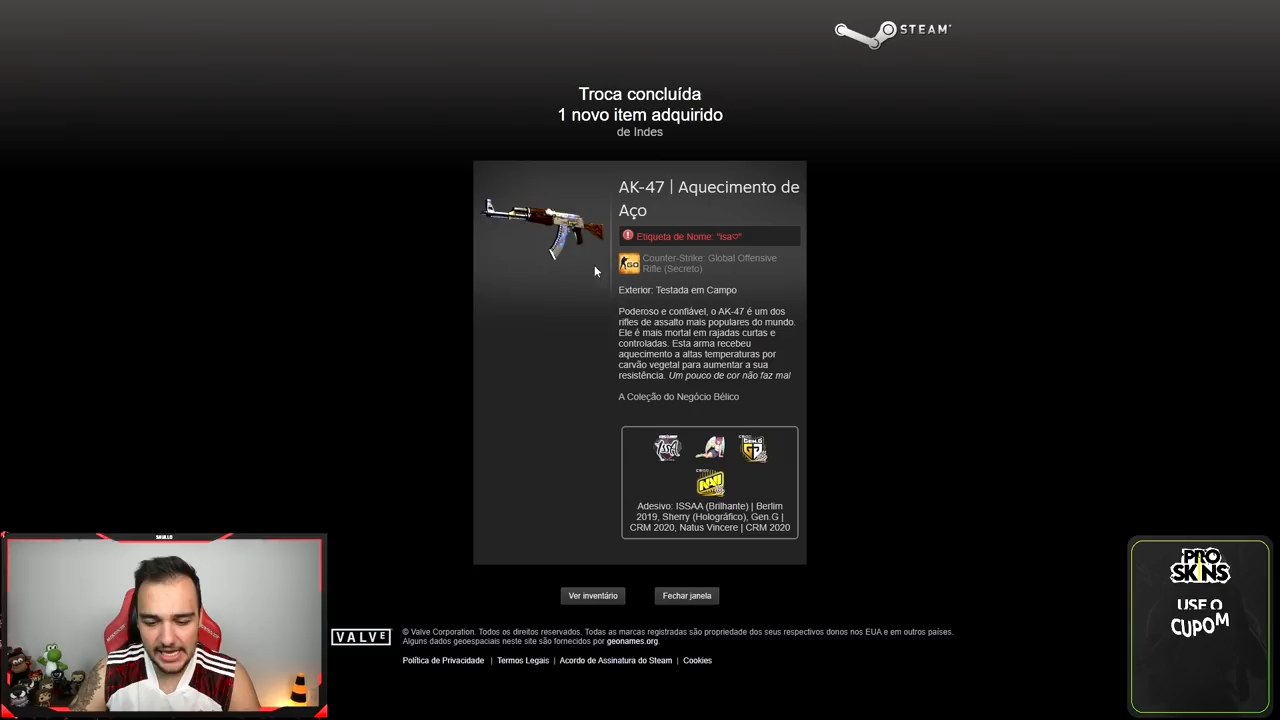 STEAM
Troca concluída
1 novo item adquirido
de Indes
AK-47 | Aquecimento de
Aço
Etiqueta de Nome: "isa♡"
GO
Counter-Strike: Global Offensive
Rifle (Secreto)
Exterior: Testada em Campo
Poderoso e confiável, o AK-47 é um dos
rifles de assalto mais populares do mundo.
Ele é mais mortal em rajadas curtas e
controladas. Esta arma recebeu
aquecimento a altas temperaturas por
carvão vegetal para aumentar a sua
resistência. Um pouco de cor não faz mal
A Coleção do Negócio Bélico
GEN.G
NAVI
Adesivo: ISSAA (Brilhante) | Berlim
2019, Sherry (Holográfico), Gen.G |
CRM 2020, Natus Vincere | CRM 2020
Ver inventário
Fechar janela
VALVE
© Valve Corporation. Todos os direitos reservados. Todas as marcas registradas são propriedade dos seus respectivos donos nos EUA e em outros países.
Alguns dados geoespaciais neste site são fornecidos por geonames.org.
Política de Privacidade | Termos Legais | Acordo de Assinatura do Steam | Cookies
PRO
SKINS
USE O
CUPOM